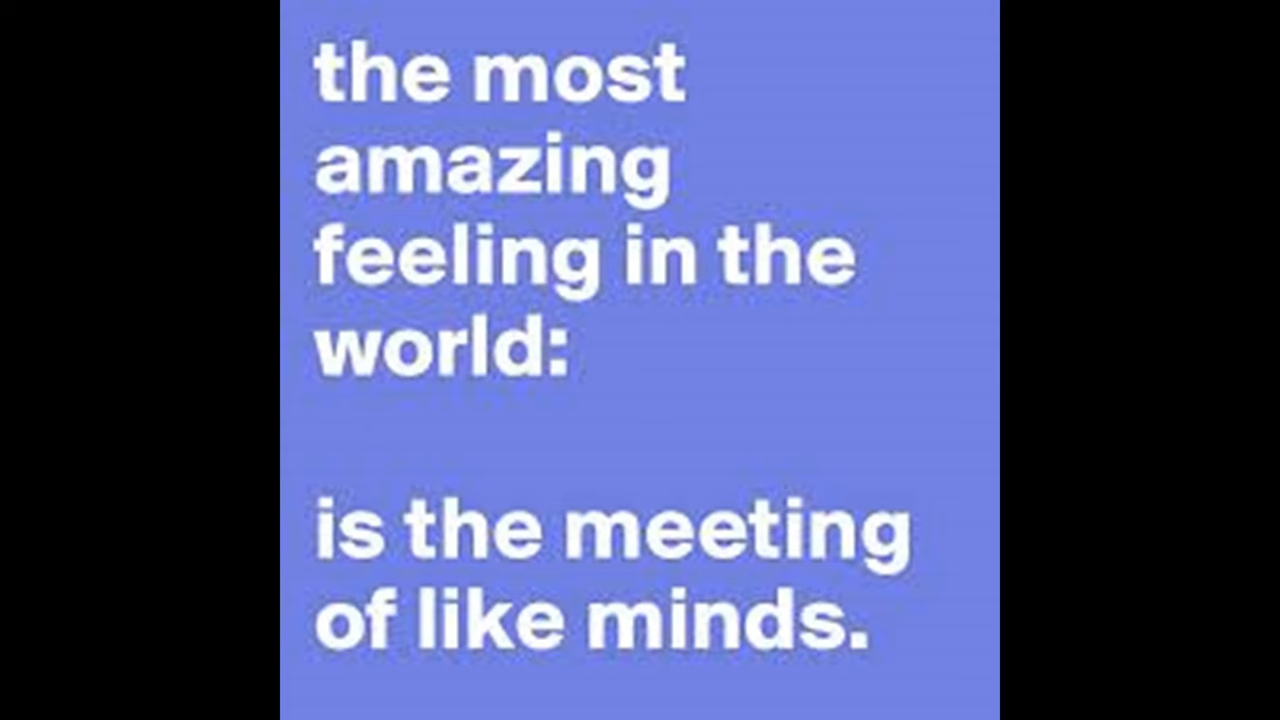 the most
amazing
feeling in the
world:
is the meeting
of like minds.